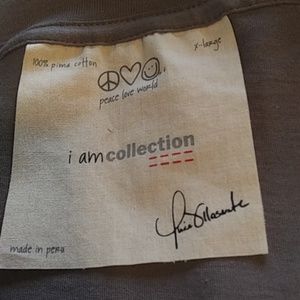 100% pima cotton
x-large
peace love world
i am collection
made in peru